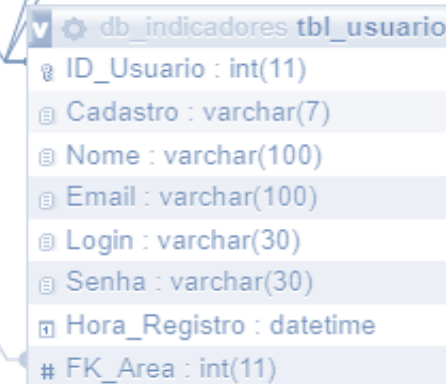 v db_indicadores tbl_usuario
ID_Usuario : int(11)
Cadastro : varchar(7)
Nome : varchar(100)
Email : varchar(100)
Login : varchar(30)
Senha : varchar(30)
Hora_Registro : datetime
# FK_Area : int(11)